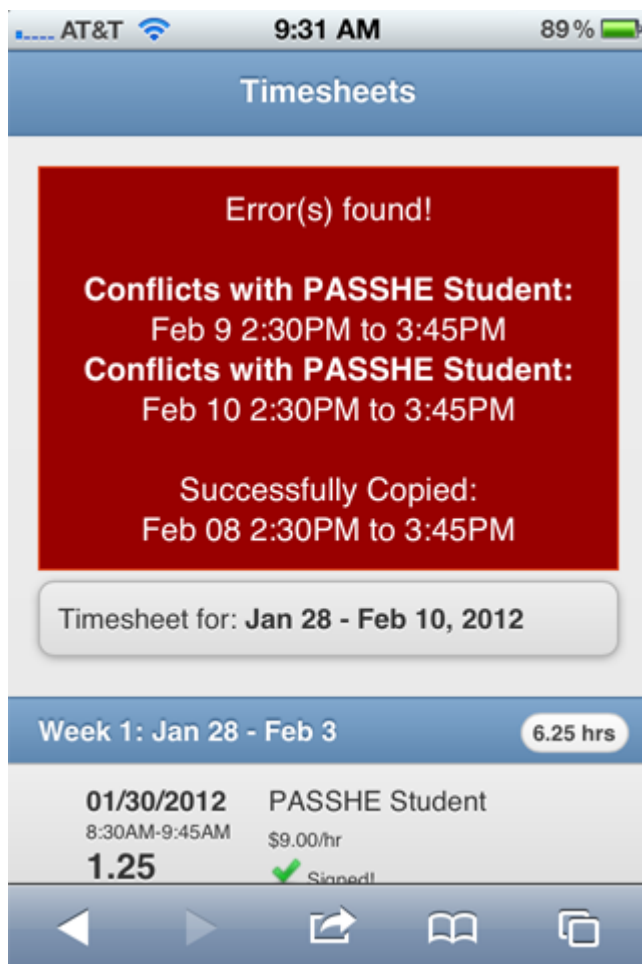 AT&T 9:31 AM 89%
Timesheets
Error(s) found!
Conflicts with PASSHE Student:
Feb 9 2:30PM to 3:45PM
Conflicts with PASSHE Student:
Feb 10 2:30PM to 3:45PM
Successfully Copied:
Feb 08 2:30PM to 3:45PM
Timesheet for: Jan 28 - Feb 10, 2012
Week 1: Jan 28 - Feb 3 6.25 hrs
01/30/2012 PASSHE Student
8:30AM-9:45AM $9.00/hr
1.25 Signed!